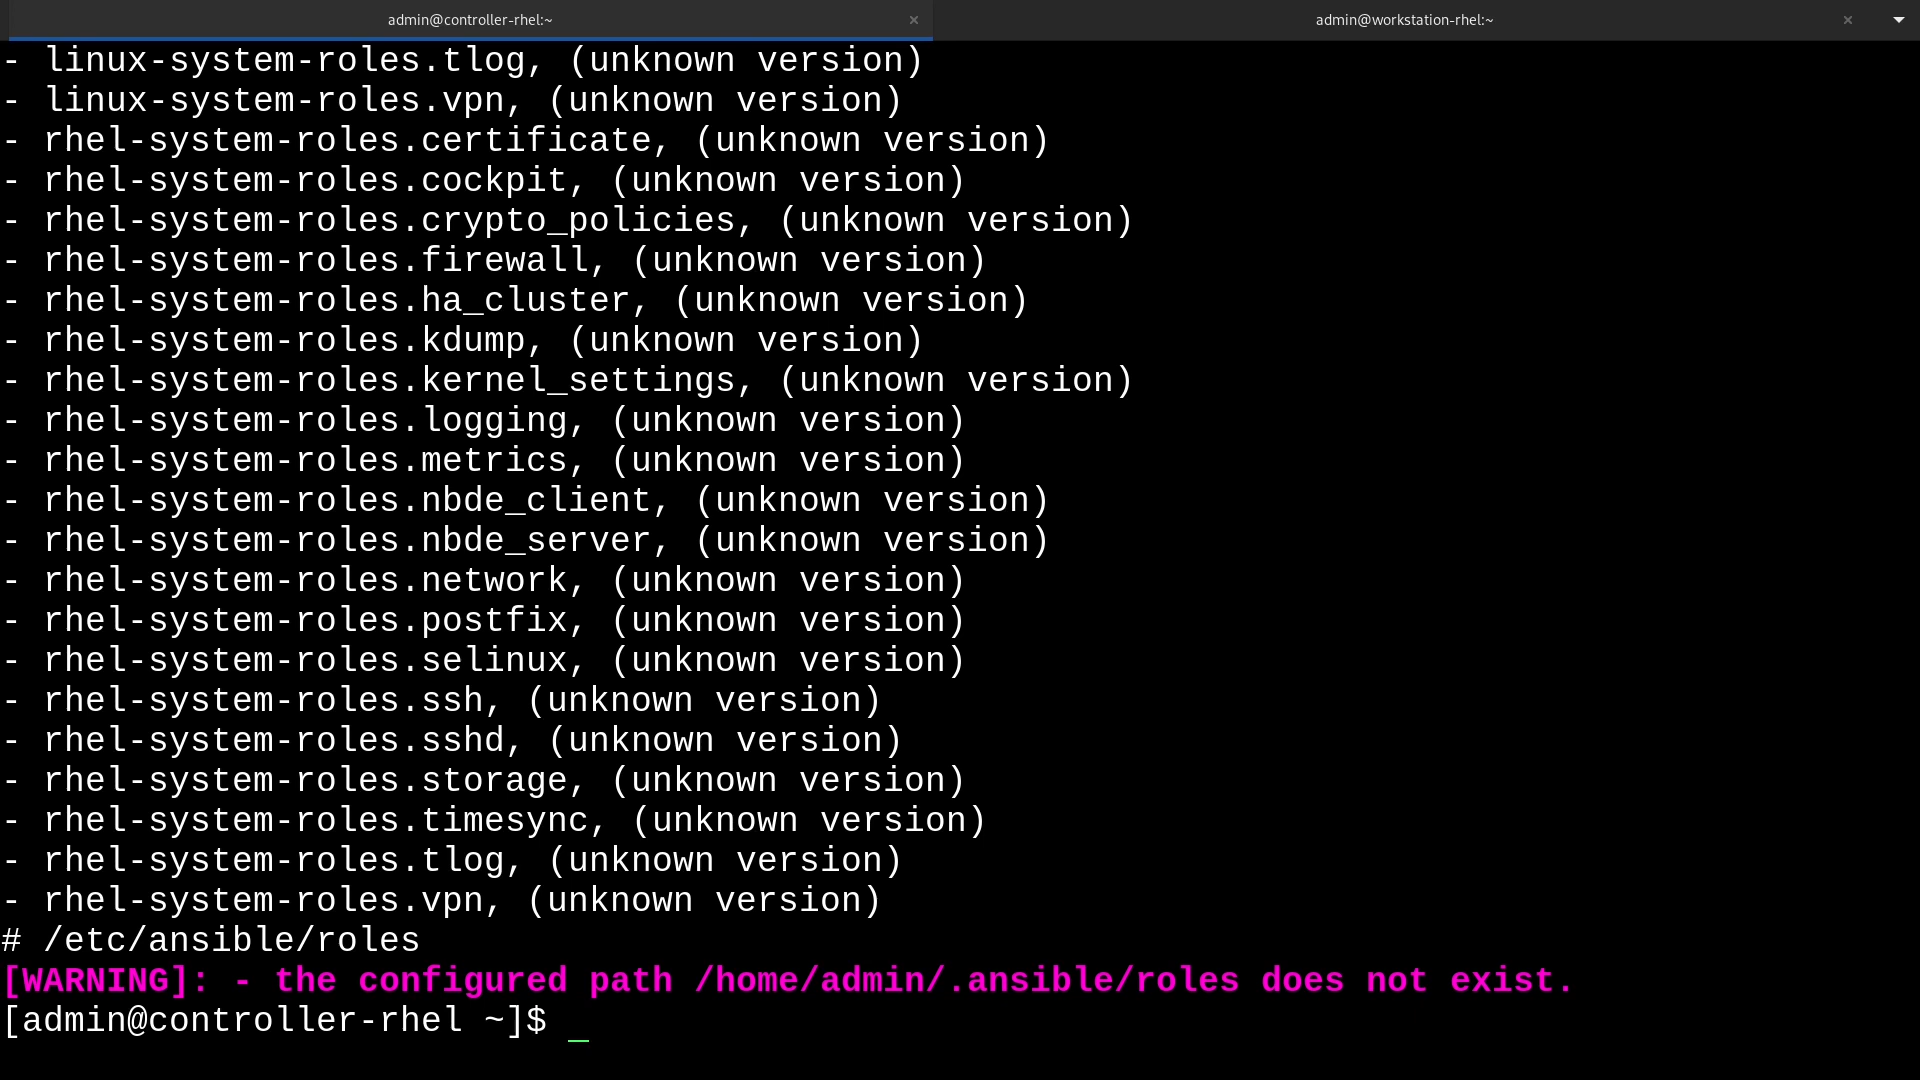 admin@controller-rhel:~ × admin@workstation-rhel:~ ×
- linux-system-roles.tlog, (unknown version)
- linux-system-roles.vpn, (unknown version)
- rhel-system-roles.certificate, (unknown version)
- rhel-system-roles.cockpit, (unknown version)
- rhel-system-roles.crypto_policies, (unknown version)
- rhel-system-roles.firewall, (unknown version)
- rhel-system-roles.ha_cluster, (unknown version)
- rhel-system-roles.kdump, (unknown version)
- rhel-system-roles.kernel_settings, (unknown version)
- rhel-system-roles.logging, (unknown version)
- rhel-system-roles.metrics, (unknown version)
- rhel-system-roles.nbde_client, (unknown version)
- rhel-system-roles.nbde_server, (unknown version)
- rhel-system-roles.network, (unknown version)
- rhel-system-roles.postfix, (unknown version)
- rhel-system-roles.selinux, (unknown version)
- rhel-system-roles.ssh, (unknown version)
- rhel-system-roles.sshd, (unknown version)
- rhel-system-roles.storage, (unknown version)
- rhel-system-roles.timesync, (unknown version)
- rhel-system-roles.tlog, (unknown version)
- rhel-system-roles.vpn, (unknown version)
# /etc/ansible/roles
[WARNING]: - the configured path /home/admin/.ansible/roles does not exist.
[admin@controller-rhel ~]$ _